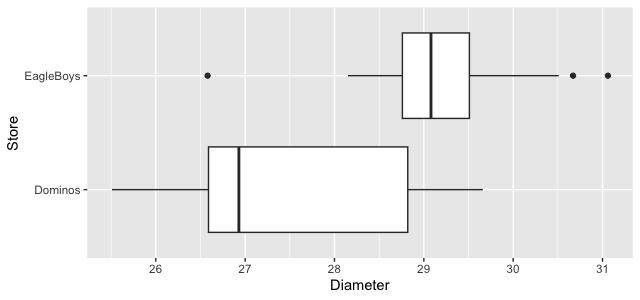 EagleBoys
Store
Dominos
26 27 28 29 30 31
Diameter